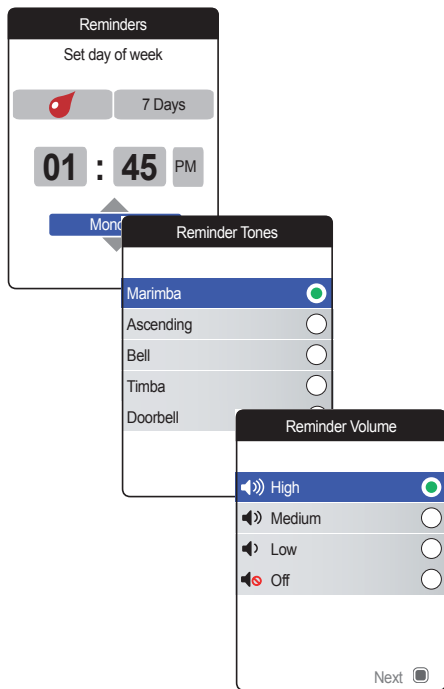 Reminders
Set day of week
7 Days
01 : 45 PM
Reminder Tones
Marimba
Ascending
Bell
Timba
Doorbell
Reminder Volume
High
Medium
Low
Off
Next